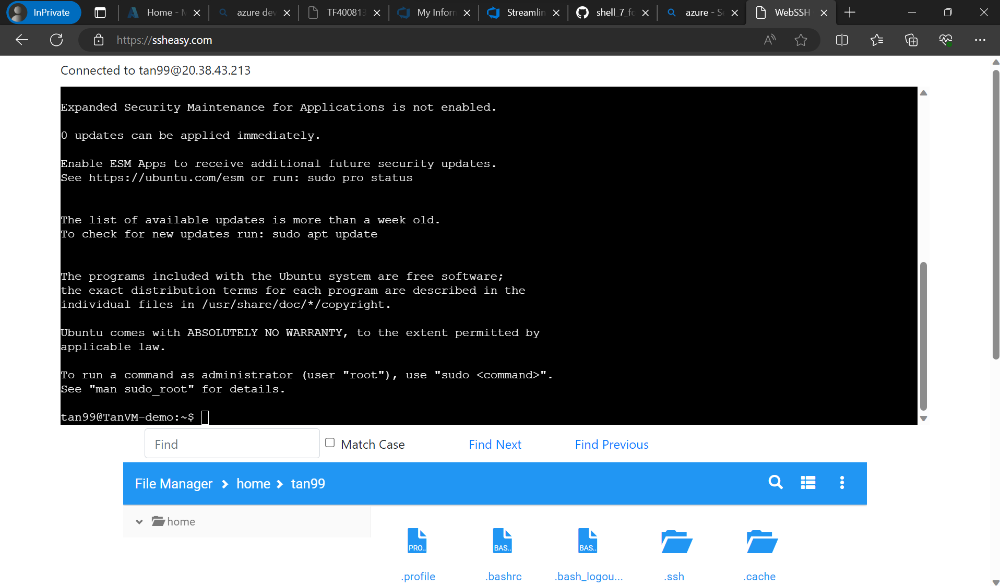 InPrivate
Home - M
azure dev
TF400813
My Inform
Streamlin
shell_7_fo
azure - Se
WebSSH
https://ssheasy.com
Connected to tan99@20.38.43.213
Expanded Security Maintenance for Applications is not enabled.
0 updates can be applied immediately.
Enable ESM Apps to receive additional future security updates.
See https://ubuntu.com/esm or run: sudo pro status
The list of available updates is more than a week old.
To check for new updates run: sudo apt update
The programs included with the Ubuntu system are free software;
the exact distribution terms for each program are described in the
individual files in /usr/share/doc/*/copyright.
Ubuntu comes with ABSOLUTELY NO WARRANTY, to the extent permitted by
applicable law.
To run a command as administrator (user "root"), use "sudo <command>".
See "man sudo_root" for details.
tan99@TanVM-demo:~$
Find
Match Case
Find Next
Find Previous
File Manager home tan99
home
PRO..
BAS..
BAS..
.profile
.bashrc
.bash_logou...
.ssh
.cache